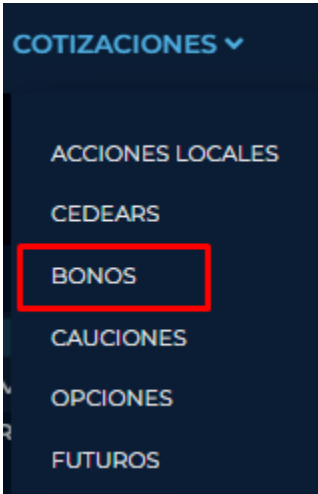 COTIZACIONES
ACCIONES LOCALES
CEDEARS
BONOS
CAUCIONES
OPCIONES
FUTUROS